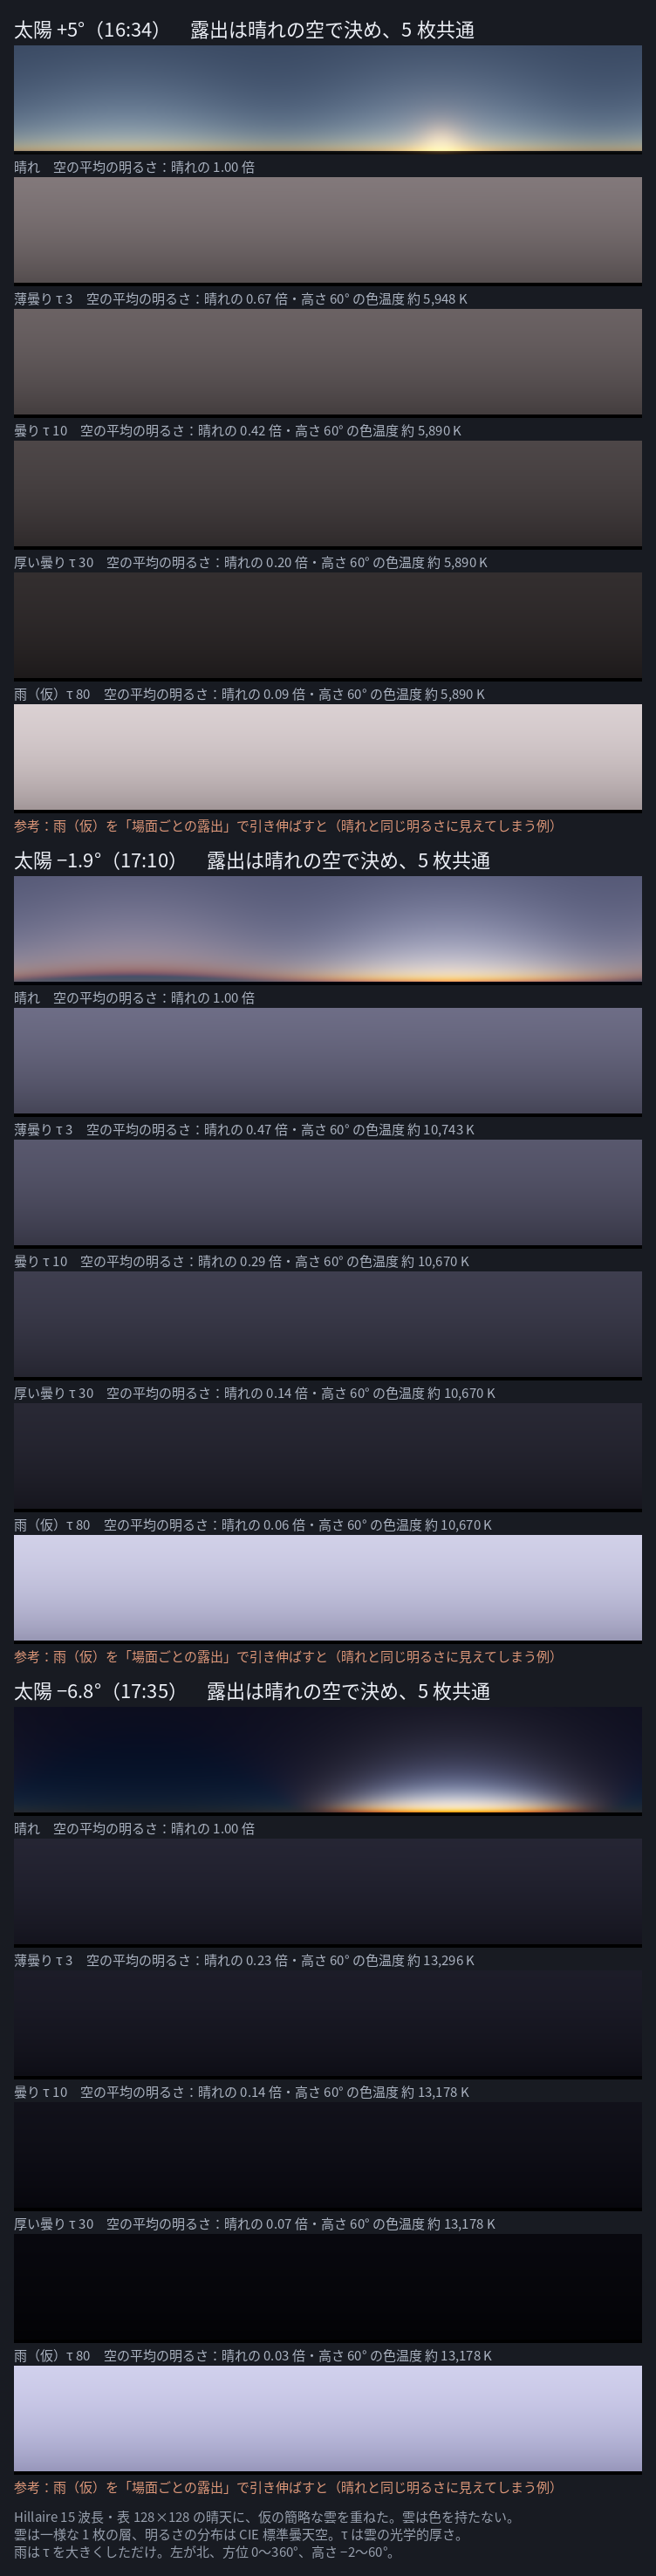 太陽 +5°（16:34）　露出は晴れの空で決め、5 枚共通
晴れ　空の平均の明るさ：晴れの 1.00 倍
薄曇り τ 3　空の平均の明るさ：晴れの 0.67 倍・高さ 60° の色温度 約 5,948 K
曇り τ 10　空の平均の明るさ：晴れの 0.42 倍・高さ 60° の色温度 約 5,890 K
厚い曇り τ 30　空の平均の明るさ：晴れの 0.20 倍・高さ 60° の色温度 約 5,890 K
雨（仮）τ 80　空の平均の明るさ：晴れの 0.09 倍・高さ 60° の色温度 約 5,890 K
参考：雨（仮）を「場面ごとの露出」で引き伸ばすと（晴れと同じ明るさに見えてしまう例）
太陽 −1.9°（17:10）　露出は晴れの空で決め、5 枚共通
晴れ　空の平均の明るさ：晴れの 1.00 倍
薄曇り τ 3　空の平均の明るさ：晴れの 0.47 倍・高さ 60° の色温度 約 10,743 K
曇り τ 10　空の平均の明るさ：晴れの 0.29 倍・高さ 60° の色温度 約 10,670 K
厚い曇り τ 30　空の平均の明るさ：晴れの 0.14 倍・高さ 60° の色温度 約 10,670 K
雨（仮）τ 80　空の平均の明るさ：晴れの 0.06 倍・高さ 60° の色温度 約 10,670 K
参考：雨（仮）を「場面ごとの露出」で引き伸ばすと（晴れと同じ明るさに見えてしまう例）
太陽 −6.8°（17:35）　露出は晴れの空で決め、5 枚共通
晴れ　空の平均の明るさ：晴れの 1.00 倍
薄曇り τ 3　空の平均の明るさ：晴れの 0.23 倍・高さ 60° の色温度 約 13,296 K
曇り τ 10　空の平均の明るさ：晴れの 0.14 倍・高さ 60° の色温度 約 13,178 K
厚い曇り τ 30　空の平均の明るさ：晴れの 0.07 倍・高さ 60° の色温度 約 13,178 K
雨（仮）τ 80　空の平均の明るさ：晴れの 0.03 倍・高さ 60° の色温度 約 13,178 K
参考：雨（仮）を「場面ごとの露出」で引き伸ばすと（晴れと同じ明るさに見えてしまう例）
Hillaire 15 波長・表 128×128 の晴天に、仮の簡略な雲を重ねた。雲は色を持たない。
雲は一様な 1 枚の層、明るさの分布は CIE 標準曇天空。τ は雲の光学的厚さ。
雨は τ を大きくしただけ。左が北、方位 0〜360°、高さ −2〜60°。